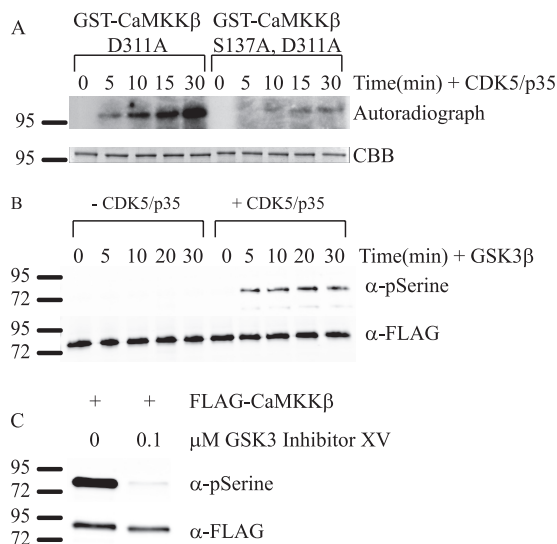 A
GST-CaMKKβ GST-CaMKKβ
D311A S137A, D311A
0 5 10 15 30 0 5 10 15 30 Time(min) + CDK5/p35
95 Autoradiograph
95 CBB
B
- CDK5/p35 + CDK5/p35
0 5 10 20 30 0 5 10 20 30 Time(min) + GSK3β
95
72 α-pSerine
95
72 α-FLAG
C
+ + FLAG-CaMKKβ
0 0.1 μM GSK3 Inhibitor XV
95
72 α-pSerine
95
72 α-FLAG